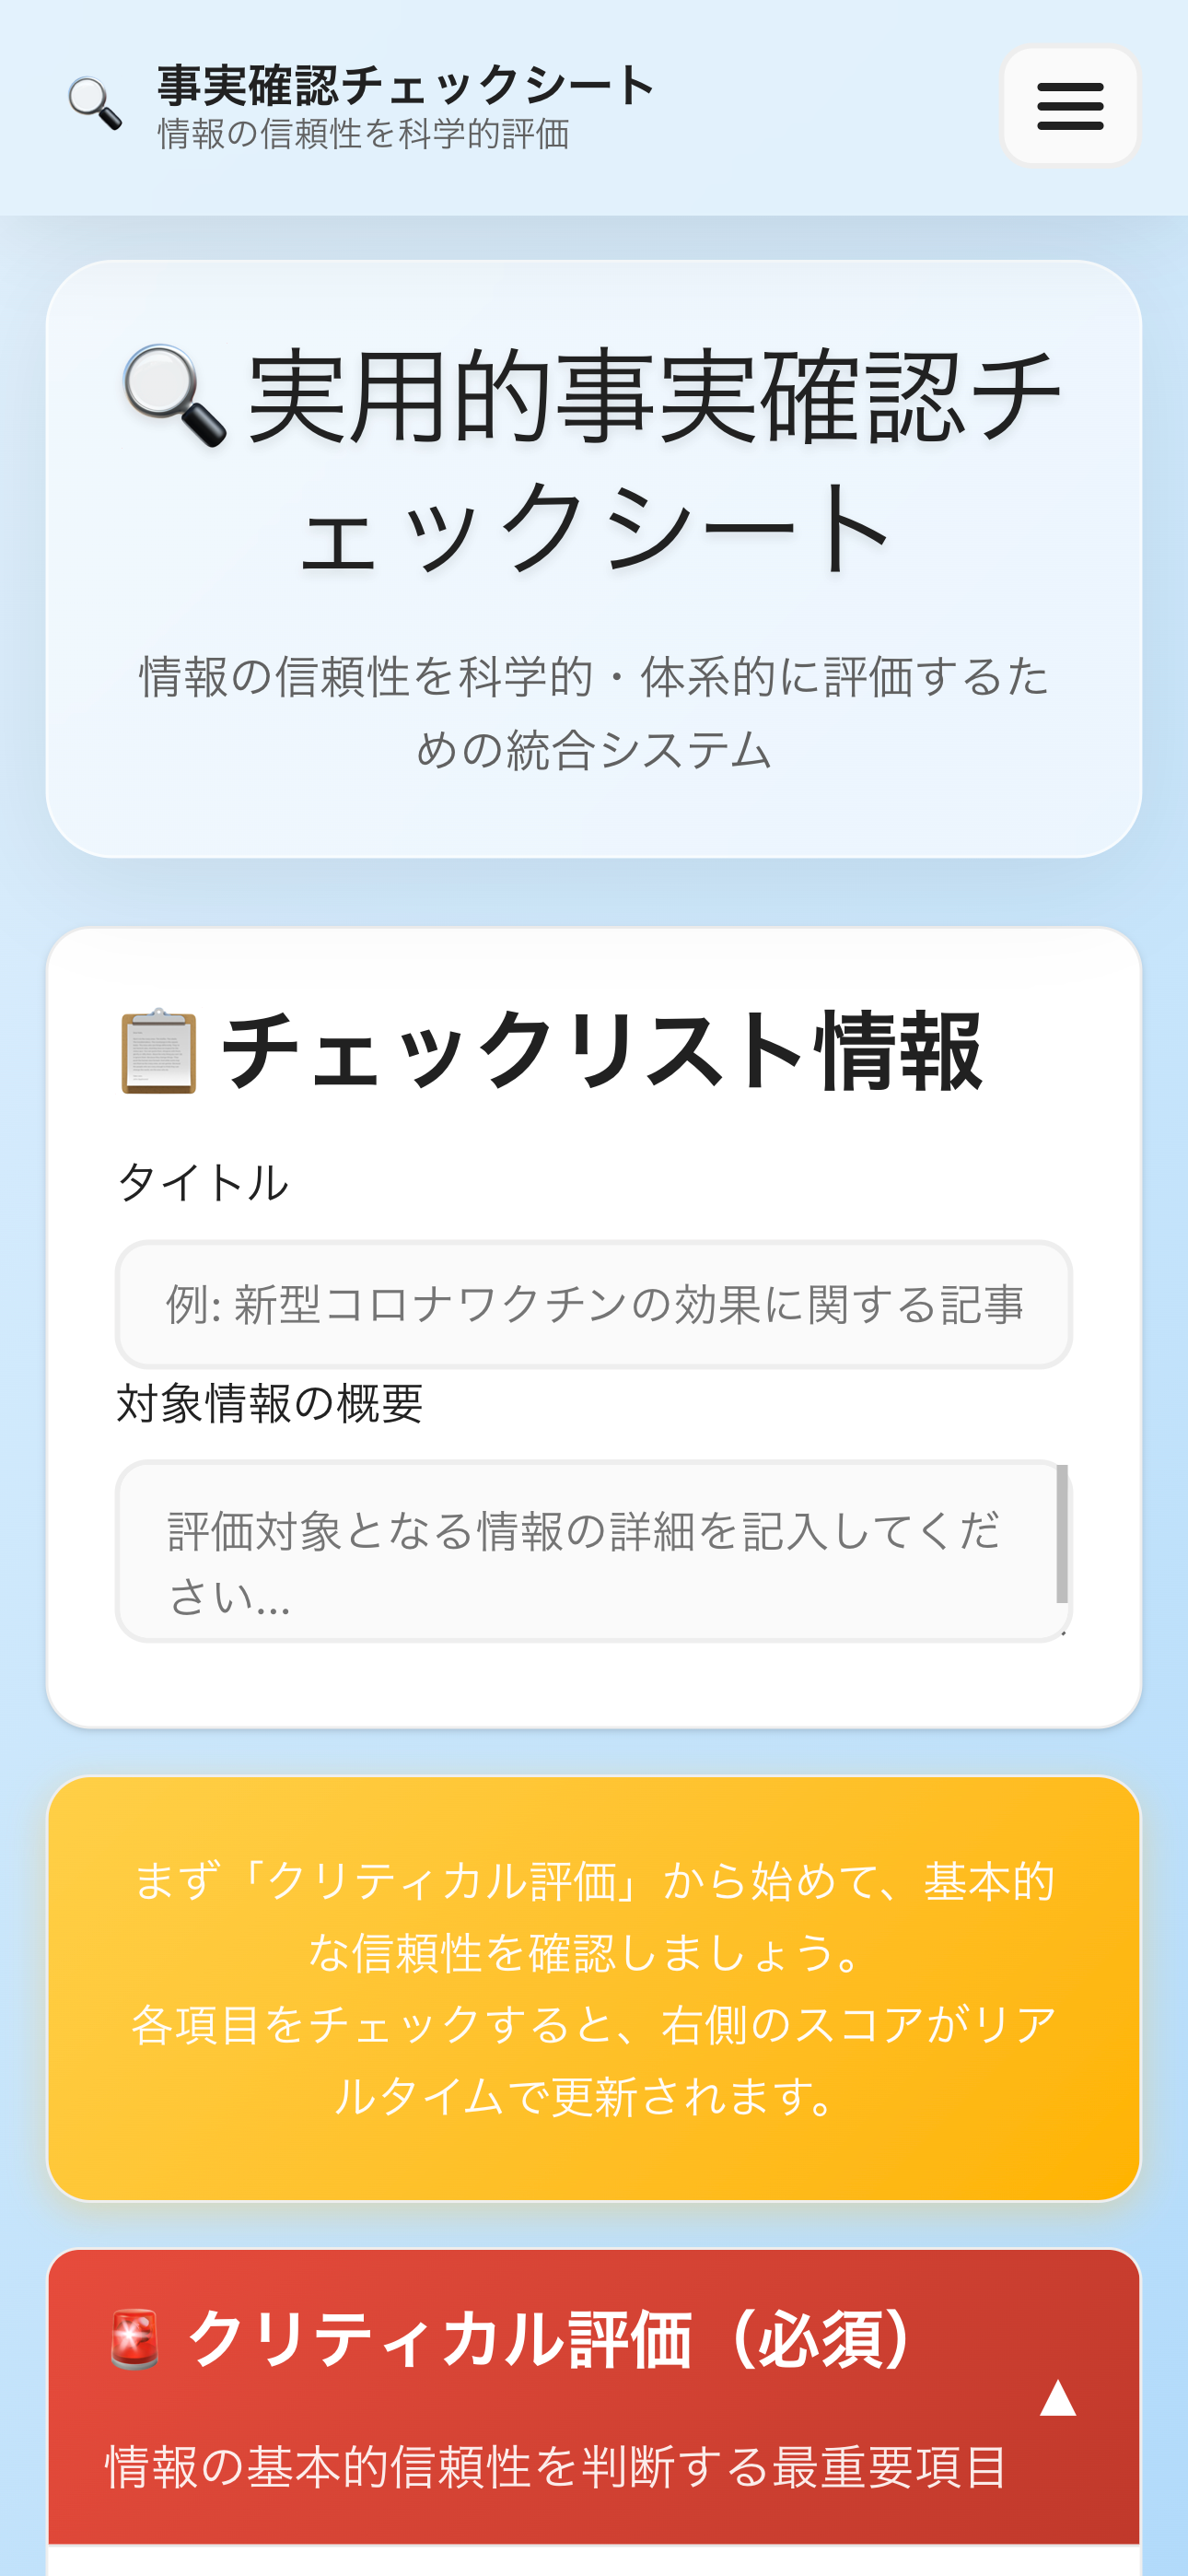 事実確認チェックシート
情報の信頼性を科学的評価
実用的事実確認チ
ェックシート
情報の信頼性を科学的・体系的に評価するた
めの統合システム
チェックリスト情報
タイトル
例: 新型コロナワクチンの効果に関する記事
対象情報の概要
評価対象となる情報の詳細を記入してくだ
さい...
まず「クリティカル評価」から始めて、基本的
な信頼性を確認しましょう。
各項目をチェックすると、右側のスコアがリア
ルタイムで更新されます。
クリティカル評価（必須）
▲
情報の基本的信頼性を判断する最重要項目